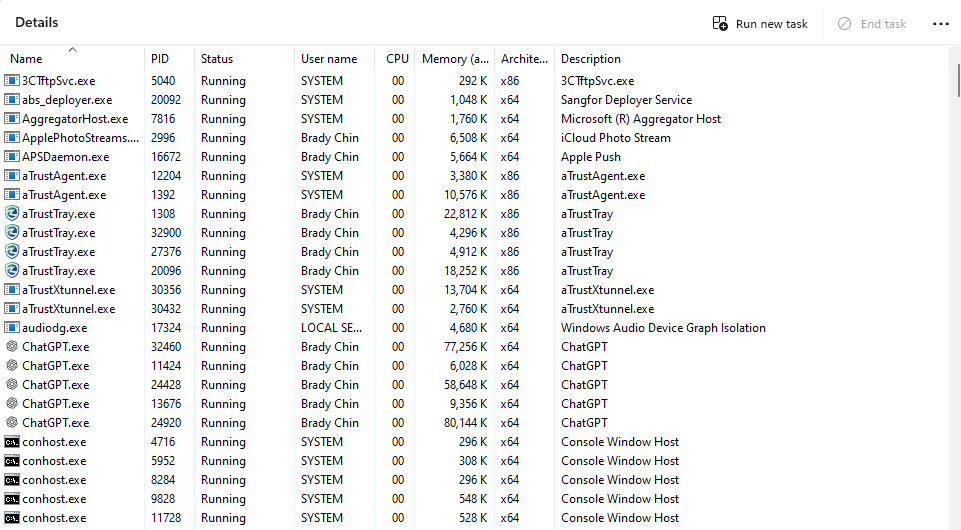 Details
Run new task
End task
Name PID Status User name CPU Memory (a... Archite... Description
3CTftpSvc.exe 5040 Running SYSTEM 00 292 K x86 3CTftpSvc.exe
abs_deployer.exe 20092 Running SYSTEM 00 1,048 K x64 Sangfor Deployer Service
AggregatorHost.exe 7816 Running SYSTEM 00 1,760 K x64 Microsoft (R) Aggregator Host
ApplePhotoStreams.... 2996 Running Brady Chin 00 6,508 K x64 iCloud Photo Stream
APSDaemon.exe 16672 Running Brady Chin 00 5,664 K x64 Apple Push
aTrustAgent.exe 12204 Running SYSTEM 00 3,380 K x86 aTrustAgent.exe
aTrustAgent.exe 1392 Running SYSTEM 00 10,576 K x86 aTrustAgent.exe
aTrustTray.exe 1308 Running Brady Chin 00 22,812 K x86 aTrustTray
aTrustTray.exe 32900 Running Brady Chin 00 4,296 K x86 aTrustTray
aTrustTray.exe 27376 Running Brady Chin 00 4,912 K x86 aTrustTray
aTrustTray.exe 20096 Running Brady Chin 00 18,252 K x86 aTrustTray
aTrustXtunnel.exe 30356 Running SYSTEM 00 13,704 K x64 aTrustXtunnel.exe
aTrustXtunnel.exe 30432 Running SYSTEM 00 2,760 K x64 aTrustXtunnel.exe
audiodg.exe 17324 Running LOCAL SE... 00 4,680 K x64 Windows Audio Device Graph Isolation
ChatGPT.exe 32460 Running Brady Chin 00 77,256 K x64 ChatGPT
ChatGPT.exe 11424 Running Brady Chin 00 6,028 K x64 ChatGPT
ChatGPT.exe 24428 Running Brady Chin 00 58,648 K x64 ChatGPT
ChatGPT.exe 13676 Running Brady Chin 00 9,356 K x64 ChatGPT
ChatGPT.exe 24920 Running Brady Chin 00 80,144 K x64 ChatGPT
conhost.exe 4716 Running SYSTEM 00 296 K x64 Console Window Host
conhost.exe 5952 Running SYSTEM 00 308 K x64 Console Window Host
conhost.exe 8284 Running SYSTEM 00 296 K x64 Console Window Host
conhost.exe 9828 Running SYSTEM 00 548 K x64 Console Window Host
conhost.exe 11728 Running SYSTEM 00 528 K x64 Console Window Host